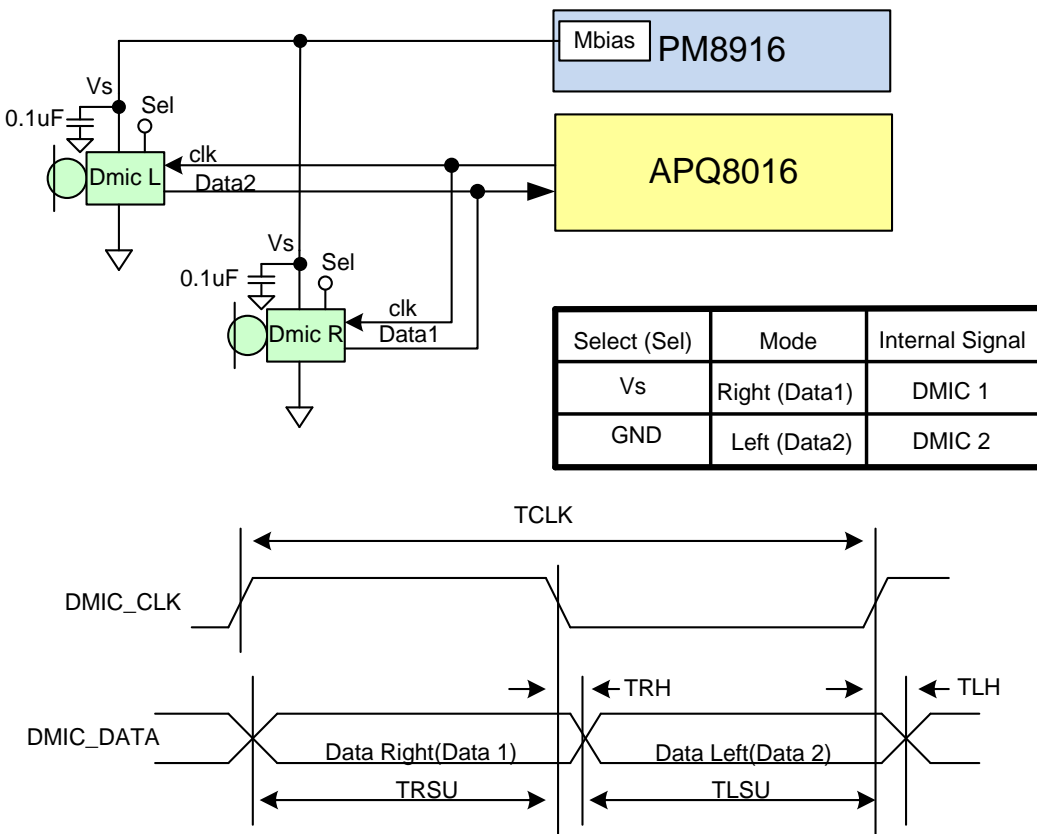 Mbias
PM8916
Vs
Sel
0.1uF
clk
Dmic L
Data2
APQ8016
Vs
Sel
0.1uF
clk
Dmic R
Data1
Select (Sel) Mode Internal Signal
Vs Right (Data1) DMIC 1
GND Left (Data2) DMIC 2
TCLK
DMIC_CLK
TRH TLH
DMIC_DATA
Data Right(Data 1) Data Left(Data 2)
TRSU TLSU